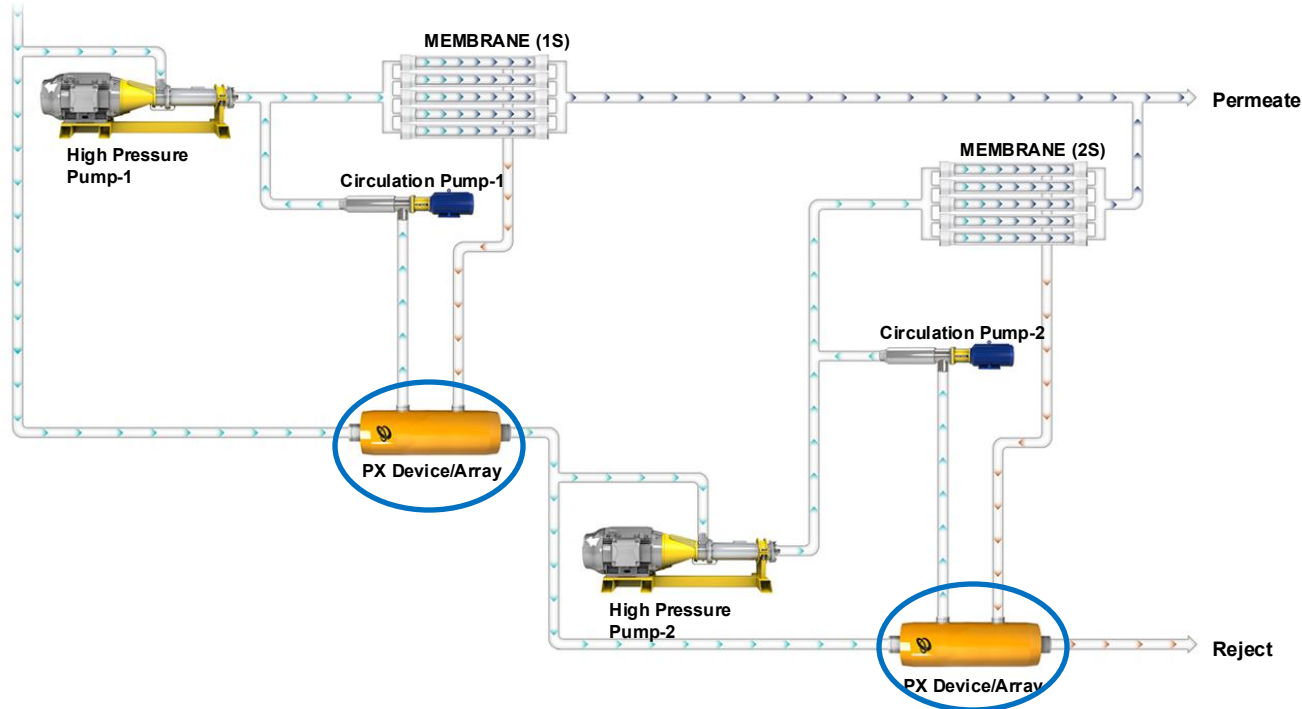 MEMBRANE (1S)
Permeate
High Pressure
Pump-1
MEMBRANE (2S)
Circulation Pump-1
Circulation Pump-2
PX Device/Array
High Pressure
Pump-2
Reject
PX Device/Array